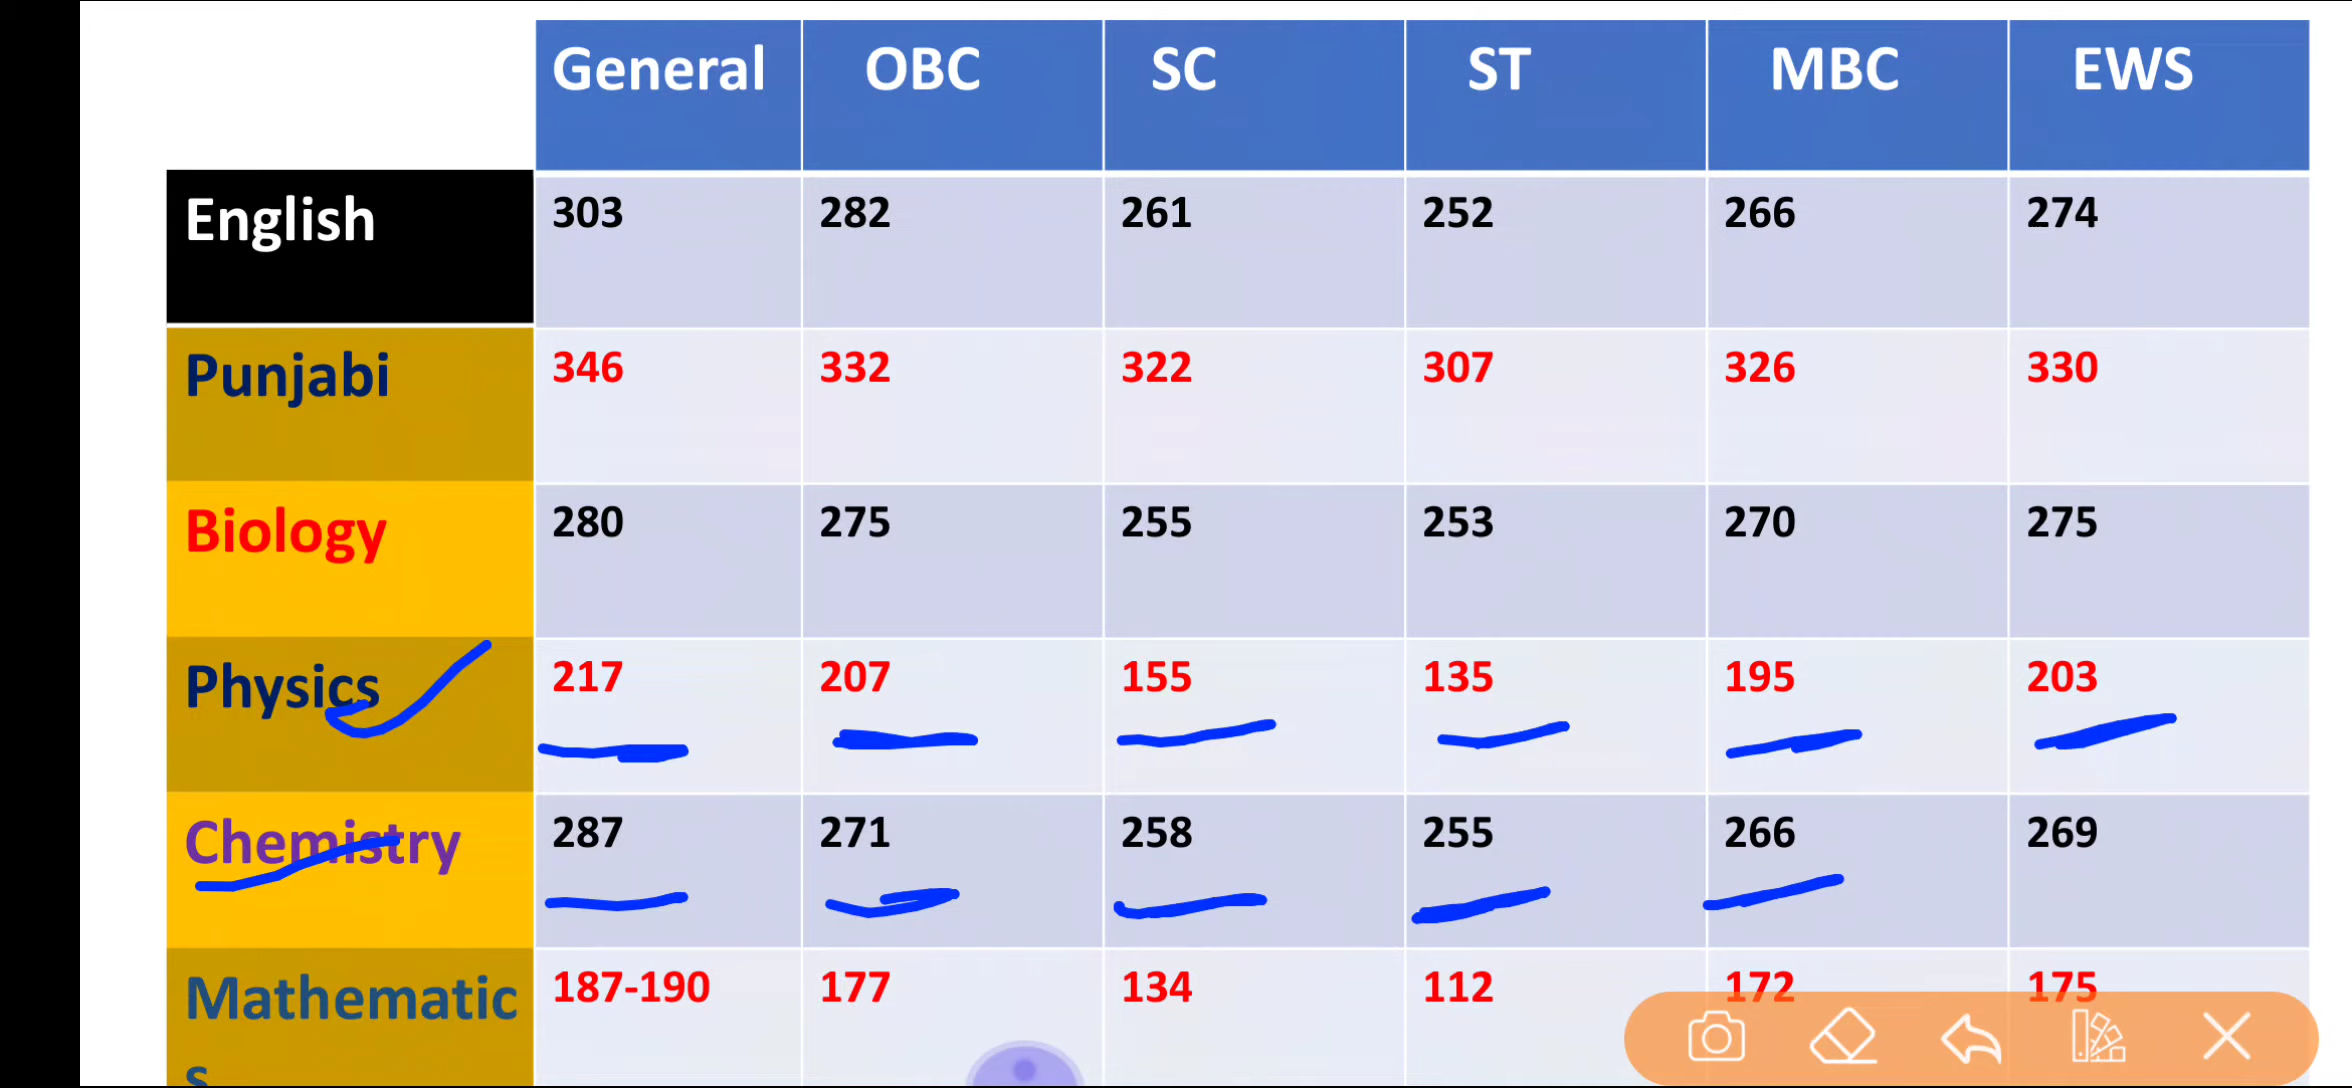 General OBC SC ST MBC EWS
English 303 282 261 252 266 274
Punjabi 346 332 322 307 326 330
Biology 280 275 255 253 270 275
Physics 217 207 155 135 195 203
Chemistry 287 271 258 255 266 269
Mathematic 187-190 177 134 112 172 175
s